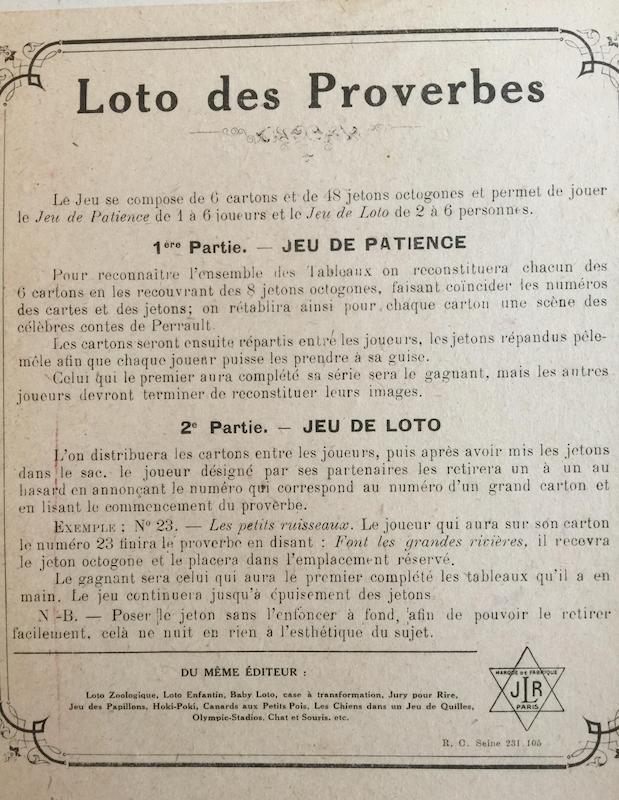 Loto des Proverbes
Le Jeu se compose de 6 cartons et de 48 jetons octogones et permet de jouer
le Jeu de Patience de 1 à 6 joueurs et le Jeu de Loto de 2 à 6 personnes.
1ère Partie. — JEU DE PATIENCE
Pour reconnaître l'ensemble des Tableaux on reconstituera chacun des
6 cartons en les recouvrant des 8 jetons octogones, faisant coïncider les numéros
des cartes et des jetons; on rétablira ainsi pour chaque carton une scène des
célèbres contes de Perrault.
Les cartons seront ensuite répartis entre les joueurs, les jetons répandus pêle-
mêle afin que chaque joueur puisse les prendre à sa guise.
Celui qui le premier aura complété sa série sera le gagnant, mais les autres
joueurs devront terminer de reconstituer leurs images.
2e Partie. — JEU DE LOTO
L'on distribuera les cartons entre les joueurs, puis après avoir mis les jetons
dans le sac. le joueur désigné par ses partenaires les retirera un à un au
hasard en annonçant le numéro qui correspond au numéro d'un grand carton et
en lisant le commencement du proverbe.
EXEMPLE : N° 23. — Les petits ruisseaux. Le joueur qui aura sur son carton
le numéro 23 finira le proverbe en disant : Font les grandes rivières, il recevra
le jeton octogone et le placera dans l'emplacement réservé.
Le gagnant sera celui qui aura le premier complété les tableaux qu'il a en
main. Le jeu continuera jusqu'à épuisement des jetons.
N-B. — Poser le jeton sans l'enfoncer à fond, afin de pouvoir le retirer
facilement, celà ne nuit en rien à l'esthétique du sujet.
DU MÊME ÉDITEUR :
Loto Zoologique, Loto Enfantin, Baby Loto, case à transformation, Jury pour Rire,
Jeu des Papillons, Hoki-Poki, Canards aux Petits Pois, Les Chiens dans un Jeu de Quilles,
Olympic-Stadios, Chat et Souris. etc.
MARQUE DE FABRIQUE
JLR
PARIS
R. C. Seine 231.105